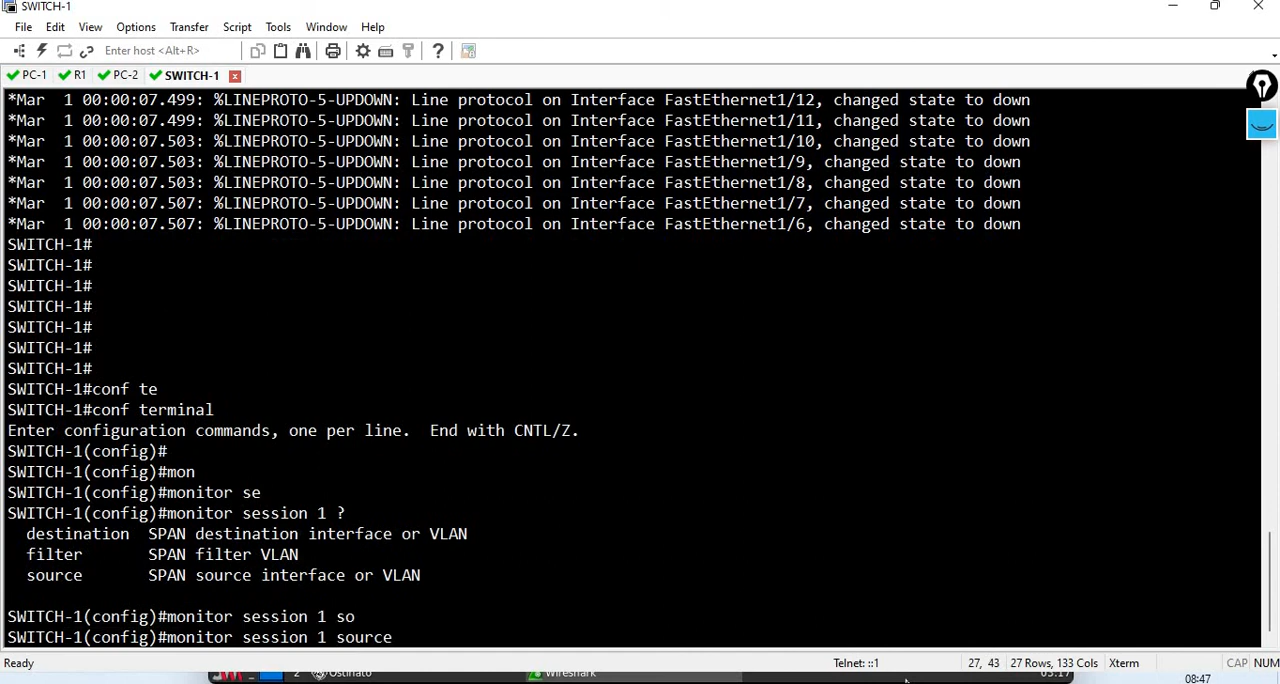 SWITCH-1
File Edit View Options Transfer Script Tools Window Help
Enter host <Alt+R>
PC-1 R1 PC-2 SWITCH-1
*Mar  1 00:00:07.499: %LINEPROTO-5-UPDOWN: Line protocol on Interface FastEthernet1/12, changed state to down
*Mar  1 00:00:07.499: %LINEPROTO-5-UPDOWN: Line protocol on Interface FastEthernet1/11, changed state to down
*Mar  1 00:00:07.503: %LINEPROTO-5-UPDOWN: Line protocol on Interface FastEthernet1/10, changed state to down
*Mar  1 00:00:07.503: %LINEPROTO-5-UPDOWN: Line protocol on Interface FastEthernet1/9, changed state to down
*Mar  1 00:00:07.503: %LINEPROTO-5-UPDOWN: Line protocol on Interface FastEthernet1/8, changed state to down
*Mar  1 00:00:07.507: %LINEPROTO-5-UPDOWN: Line protocol on Interface FastEthernet1/7, changed state to down
*Mar  1 00:00:07.507: %LINEPROTO-5-UPDOWN: Line protocol on Interface FastEthernet1/6, changed state to down
SWITCH-1#
SWITCH-1#
SWITCH-1#
SWITCH-1#
SWITCH-1#
SWITCH-1#
SWITCH-1#
SWITCH-1#conf te
SWITCH-1#conf terminal
Enter configuration commands, one per line.  End with CNTL/Z.
SWITCH-1(config)#
SWITCH-1(config)#mon
SWITCH-1(config)#monitor se
SWITCH-1(config)#monitor session 1 ?
  destination  SPAN destination interface or VLAN
  filter       SPAN filter VLAN
  source       SPAN source interface or VLAN
SWITCH-1(config)#monitor session 1 so
SWITCH-1(config)#monitor session 1 source
Ready Telnet: ::1 27, 43 27 Rows, 133 Cols Xterm CAP NUM
2 Ostinato Wireshark 03:17 08:47